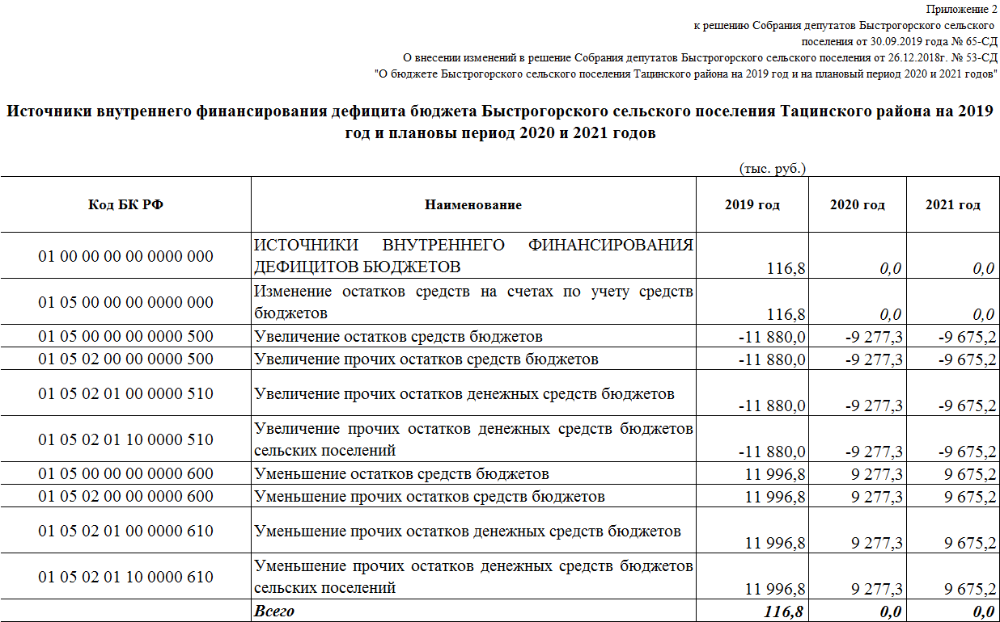 Приложение 2
к решению Собрания депутатов Быстрогорского сельского
поселения от 30.09.2019 года № 65-СД
О внесении изменений в решение Собрания депутатов Быстрогорского сельского поселения от 26.12.2018г. № 53-СД
"О бюджете Быстрогорского сельского поселения Тацинского района на 2019 год и на плановый период 2020 и 2021 годов"
Источники внутреннего финансирования дефицита бюджета Быстрогорского сельского поселения Тацинского района на 2019
год и плановы период 2020 и 2021 годов
(тыс. руб.)
Код БК РФ Наименование 2019 год 2020 год 2021 год
01 00 00 00 00 0000 000 ИСТОЧНИКИ ВНУТРЕННЕГО ФИНАНСИРОВАНИЯ
ДЕФИЦИТОВ БЮДЖЕТОВ 116,8 0,0 0,0
01 05 00 00 00 0000 000 Изменение остатков средств на счетах по учету средств
бюджетов 116,8 0,0 0,0
01 05 00 00 00 0000 500 Увеличение остатков средств бюджетов -11 880,0 -9 277,3 -9 675,2
01 05 02 00 00 0000 500 Увеличение прочих остатков средств бюджетов -11 880,0 -9 277,3 -9 675,2
01 05 02 01 00 0000 510 Увеличение прочих остатков денежных средств бюджетов -11 880,0 -9 277,3 -9 675,2
01 05 02 01 10 0000 510 Увеличение прочих остатков денежных средств бюджетов
сельских поселений -11 880,0 -9 277,3 -9 675,2
01 05 00 00 00 0000 600 Уменьшение остатков средств бюджетов 11 996,8 9 277,3 9 675,2
01 05 02 00 00 0000 600 Уменьшение прочих остатков средств бюджетов 11 996,8 9 277,3 9 675,2
01 05 02 01 00 0000 610 Уменьшение прочих остатков денежных средств бюджетов 11 996,8 9 277,3 9 675,2
01 05 02 01 10 0000 610 Уменьшение прочих остатков денежных средств бюджетов
сельских поселений 11 996,8 9 277,3 9 675,2
Всего 116,8 0,0 0,0